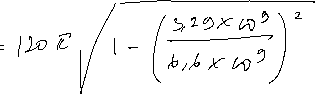 = 120 π √(1 - (3,29 × 10⁹ / 6,6 × 10⁹)²)